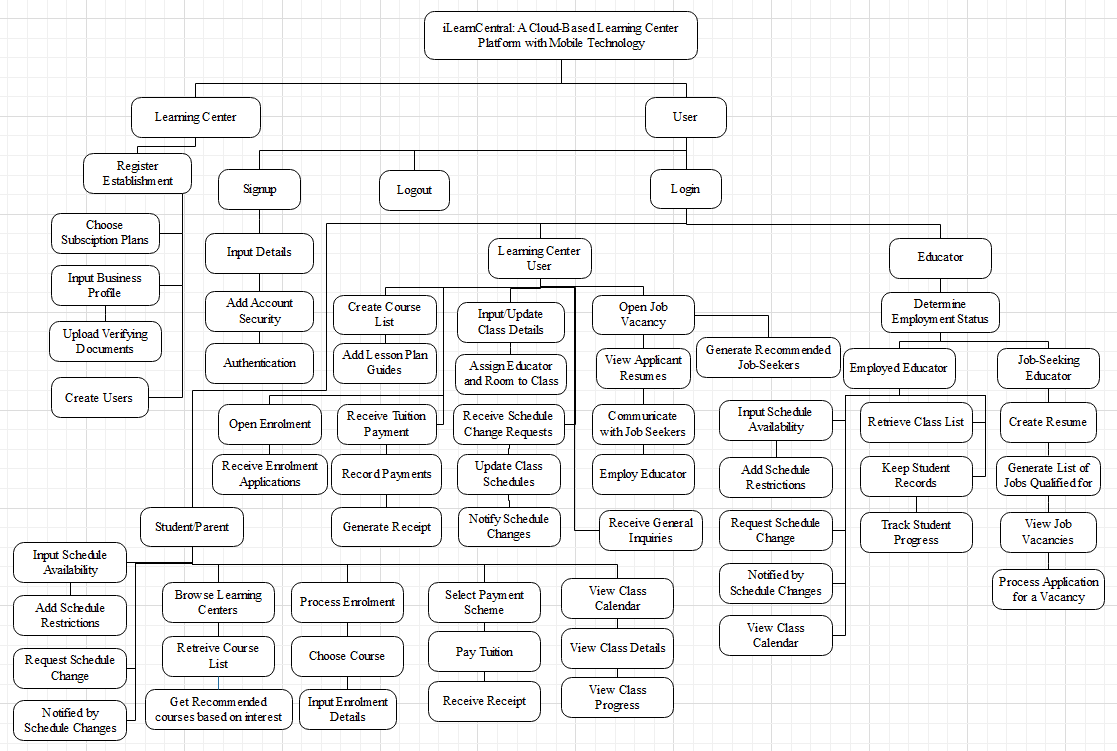 iLearnCentral: A Cloud-Based Learning Center
Platform with Mobile Technology
Learning Center
User
Register
Establishment
Signup
Logout
Login
Choose
Subsciption Plans
Input Business
Profile
Upload Verifying
Documents
Create Users
Input Details
Add Account
Security
Authentication
Learning Center
User
Educator
Create Course
List
Add Lesson Plan
Guides
Input/Update
Class Details
Assign Educator
and Room to Class
Open Job
Vacancy
View Applicant
Resumes
Generate Recommended
Job-Seekers
Determine
Employment Status
Employed Educator
Job-Seeking
Educator
Open Enrolment
Receive Enrolment
Applications
Receive Tuition
Payment
Record Payments
Generate Receipt
Receive Schedule
Change Requests
Update Class
Schedules
Notify Schedule
Changes
Communicate
with Job Seekers
Employ Educator
Receive General
Inquiries
Input Schedule
Availability
Add Schedule
Restrictions
Request Schedule
Change
Notified by
Schedule Changes
View Class
Calendar
Retrieve Class List
Keep Student
Records
Track Student
Progress
Create Resume
Generate List of
Jobs Qualified for
View Job
Vacancies
Process Application
for a Vacancy
Student/Parent
Input Schedule
Availability
Add Schedule
Restrictions
Request Schedule
Change
Notified by
Schedule Changes
Browse Learning
Centers
Retreive Course
List
Get Recommended
courses based on interest
Process Enrolment
Choose Course
Input Enrolment
Details
Select Payment
Scheme
Pay Tuition
Receive Receipt
View Class
Calendar
View Class Details
View Class
Progress